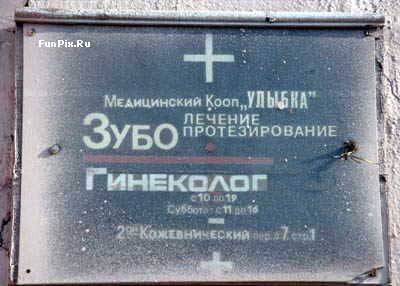 FunPix.Ru
Медицинский Кооп. „УЛЫБКА"
ЗУБО ЛЕЧЕНИЕ
ПРОТЕЗИРОВАНИЕ
ГИНЕКОЛОГ
с 10 до 19
Суббота с 11 до 16
2ой Кожевнический пер. д 7 стр.1